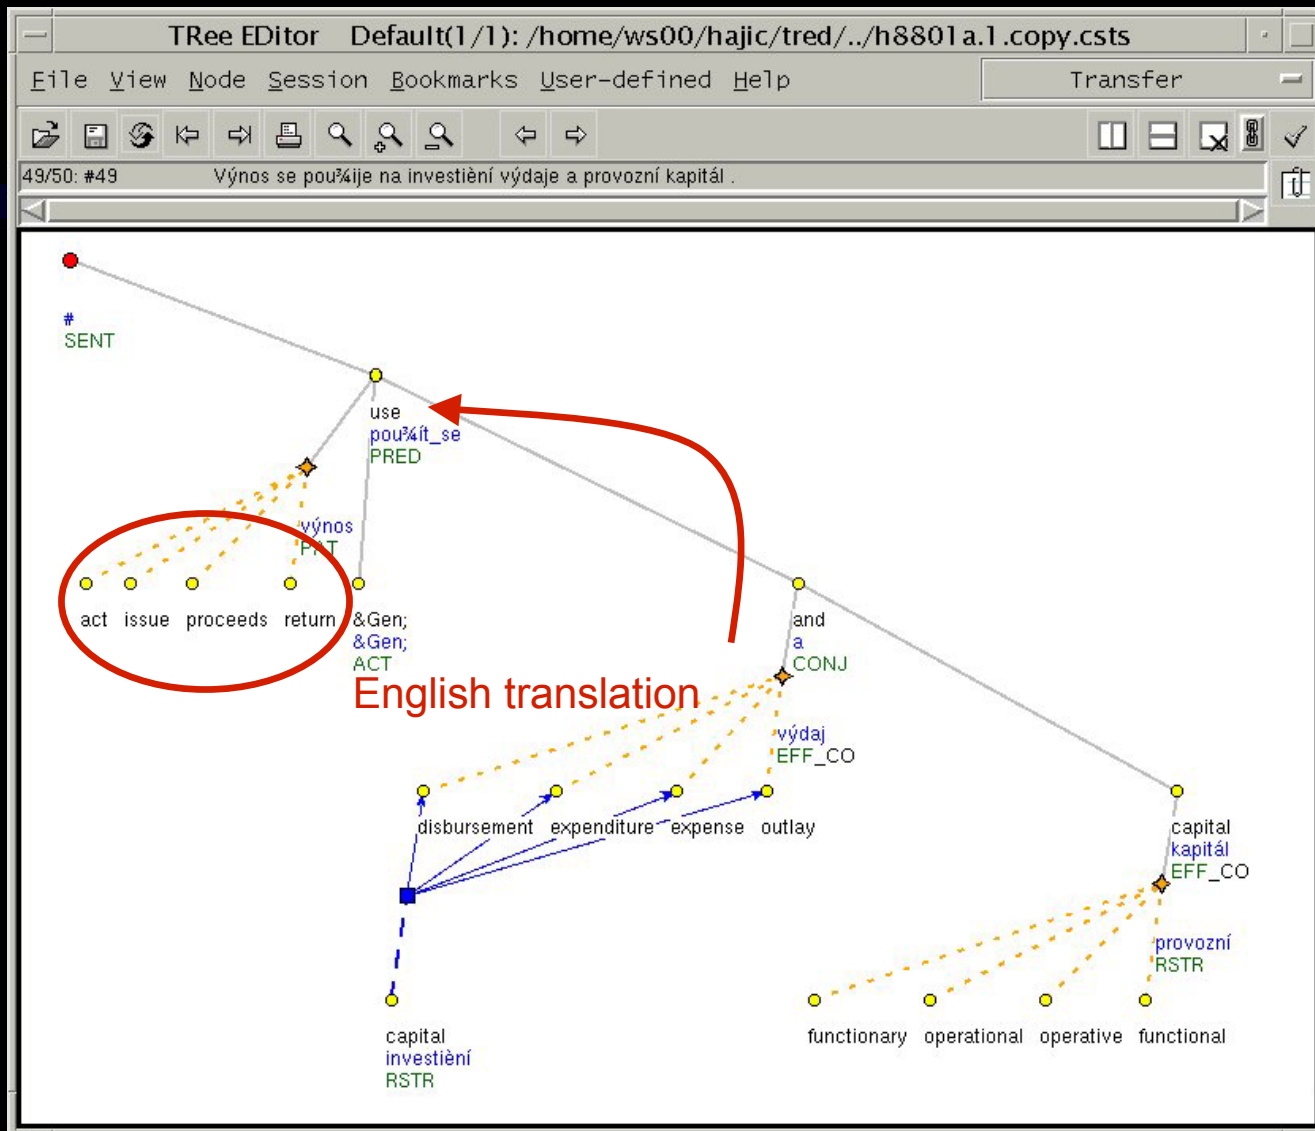 TRee EDitor Default(1/1): /home/ws00/hajic/tred/../h8801a.1.copy.csts
File View Node Session Bookmarks User-defined Help
Transfer
49/50: #49 Výnos se pou¾ije na investièní výdaje a provozní kapitál .
#
SENT
use
pou¾ít_se
PRED
výnos
PAT
act issue proceeds return
&Gen;
&Gen;
ACT
and
a
CONJ
English translation
výdaj
EFF_CO
disbursement expenditure expense outlay
capital
kapitál
EFF_CO
provozní
RSTR
capital
investièní
RSTR
functionary operational operative functional